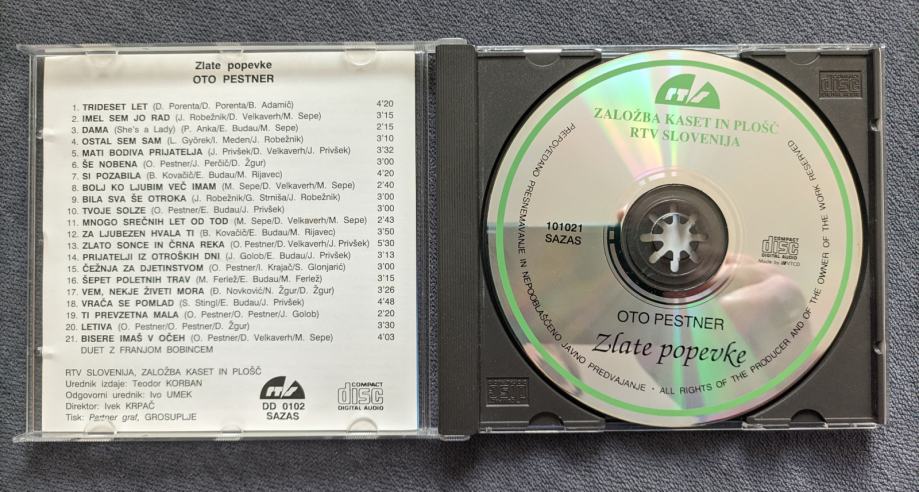 Zlate popevke
OTO PESTNER
1. TRIDESET LET (D. Porenta/D. Porenta/B. Adamič) 4'20
2. IMEL SEM JO RAD (J. Robežnik/D. Velkaverh/M. Sepe) 3'15
3. DAMA (She's a Lady) (P. Anka/E. Budau/M. Sepe) 2'15
4. OSTAL SEM SAM (L. Györek/I. Meden/J. Robežnik) 3'10
5. MATI BODIVA PRIJATELJA (J. Privšek/D. Velkaverh/J. Privšek) 3'32
6. ŠE NOBENA (O. Pestner/J. Perčič/D. Žgur) 3'00
7. SI POZABILA (B. Kovačič/E. Budau/M. Rijavec) 4'20
8. BOLJ KO LJUBIM VEČ IMAM (M. Sepe/D. Velkaverh/M. Sepe) 2'40
9. BILA SVA ŠE OTROKA (J. Robežnik/G. Strniša/J. Robežnik) 3'00
10. TVOJE SOLZE (O. Pestner/E. Budau/J. Privšek) 3'00
11. MNOGO SREČNIH LET OD TOD (M. Sepe/D. Velkaverh/M. Sepe) 2'43
12. ZA LJUBEZEN HVALA TI (B. Kovačič/E. Budau/M. Rijavec) 3'50
13. ZLATO SONCE IN ČRNA REKA (O. Pestner/D. Velkaverh/J. Privšek) 5'30
14. PRIJATELJI IZ OTROŠKIH DNI (J. Golob/E. Budau/J. Privšek) 3'13
15. ČEŽNJA ZA DJETINSTVOM (O. Pestner/I. Krajač/S. Glonjarić) 3'00
16. ŠEPET POLETNIH TRAV (M. Ferlež/E. Budau/M. Ferlež) 3'15
17. VEM, NEKJE ŽIVETI MORA (D. Novković/N. Žgur/D. Žgur) 3'26
18. VRAČA SE POMLAD (S. Stingl/E. Budau/J. Privšek) 4'48
19. TI PREVZETNA MALA (O. Pestner/O. Pestner/J. Golob) 2'20
20. LETIVA (O. Pestner/O. Pestner/D. Žgur) 3'30
21. BISERE IMAŠ V OČEH (O. Pestner/D. Velkaverh/M. Sepe) 4'03
DUET Z FRANJOM BOBINCEM
RTV SLOVENIJA, ZALOŽBA KASET IN PLOŠČ
Urednik izdaje: Teodor KORBAN
Odgovorni urednik: Ivo UMEK
Direktor: Ivek KRPAČ
Tisk: Partner graf, GROSUPLJE
rtvs
DD 0102
SAZAS
COMPACT
disc
DIGITAL AUDIO
rtvs
ZALOŽBA KASET IN PLOŠČ
RTV SLOVENIJA
101021
SAZAS
COMPACT
disc
DIGITAL AUDIO
Made by VTCD
OTO PESTNER
Zlate popevke
PREPOVEDANO PRESNEMAVANJE IN NEPOOBLAŠČENO JAVNO PREDVAJANJE · ALL RIGHTS OF THE PRODUCER AND OF THE OWNER OF THE WORK RESERVED